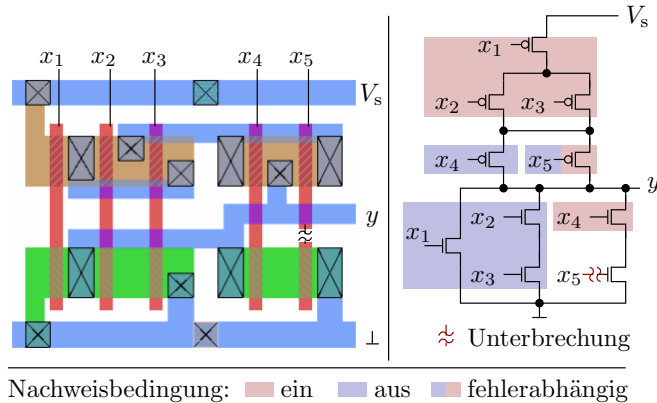 x1 x2 x3 x4 x5
Vs
y
⊥
Vs
x1
x2 x3
x4 x5
y
x1 x2 x4
x3 x5
Unterbrechung
Nachweisbedingung: ein aus fehlerabhängig